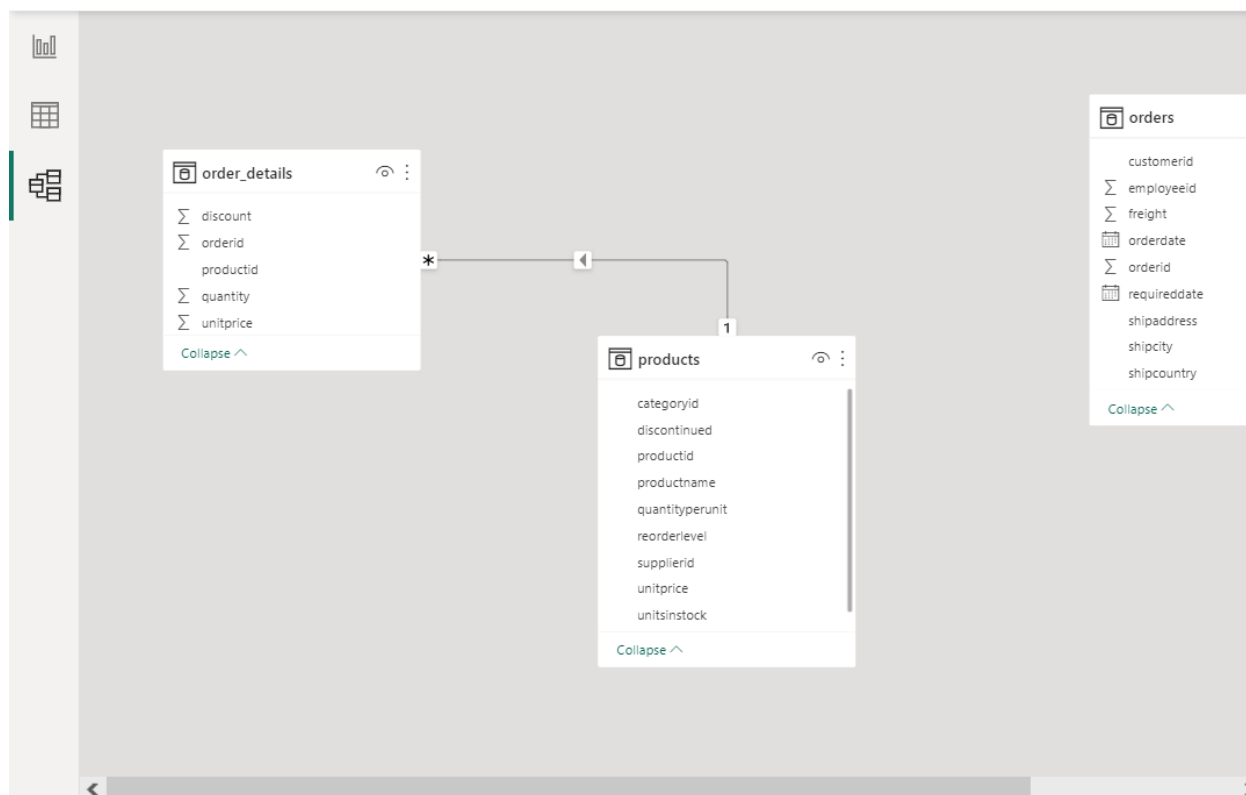 order_details
discount
orderid
productid
quantity
unitprice
Collapse
*
1
products
categoryid
discontinued
productid
productname
quantityperunit
reorderlevel
supplierid
unitprice
unitsinstock
Collapse
orders
customerid
employeeid
freight
orderdate
orderid
requireddate
shipaddress
shipcity
shipcountry
Collapse